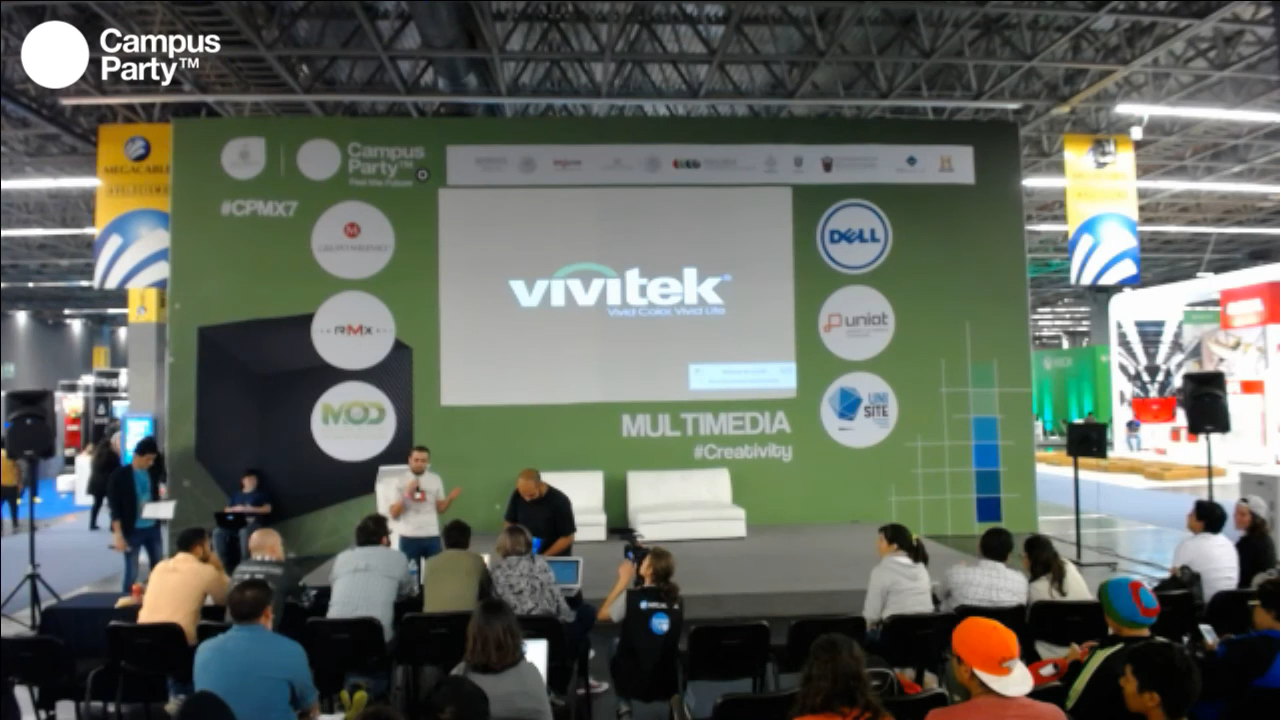 Campus
Party™
MEGACABLE
Campus
Party™
Feel the Future
#CPMX7
DELL
vivitek
Vivid Color, Vivid Life
RMX
uniat
MOD
UNI
SITE
MULTIMEDIA
#Creativity